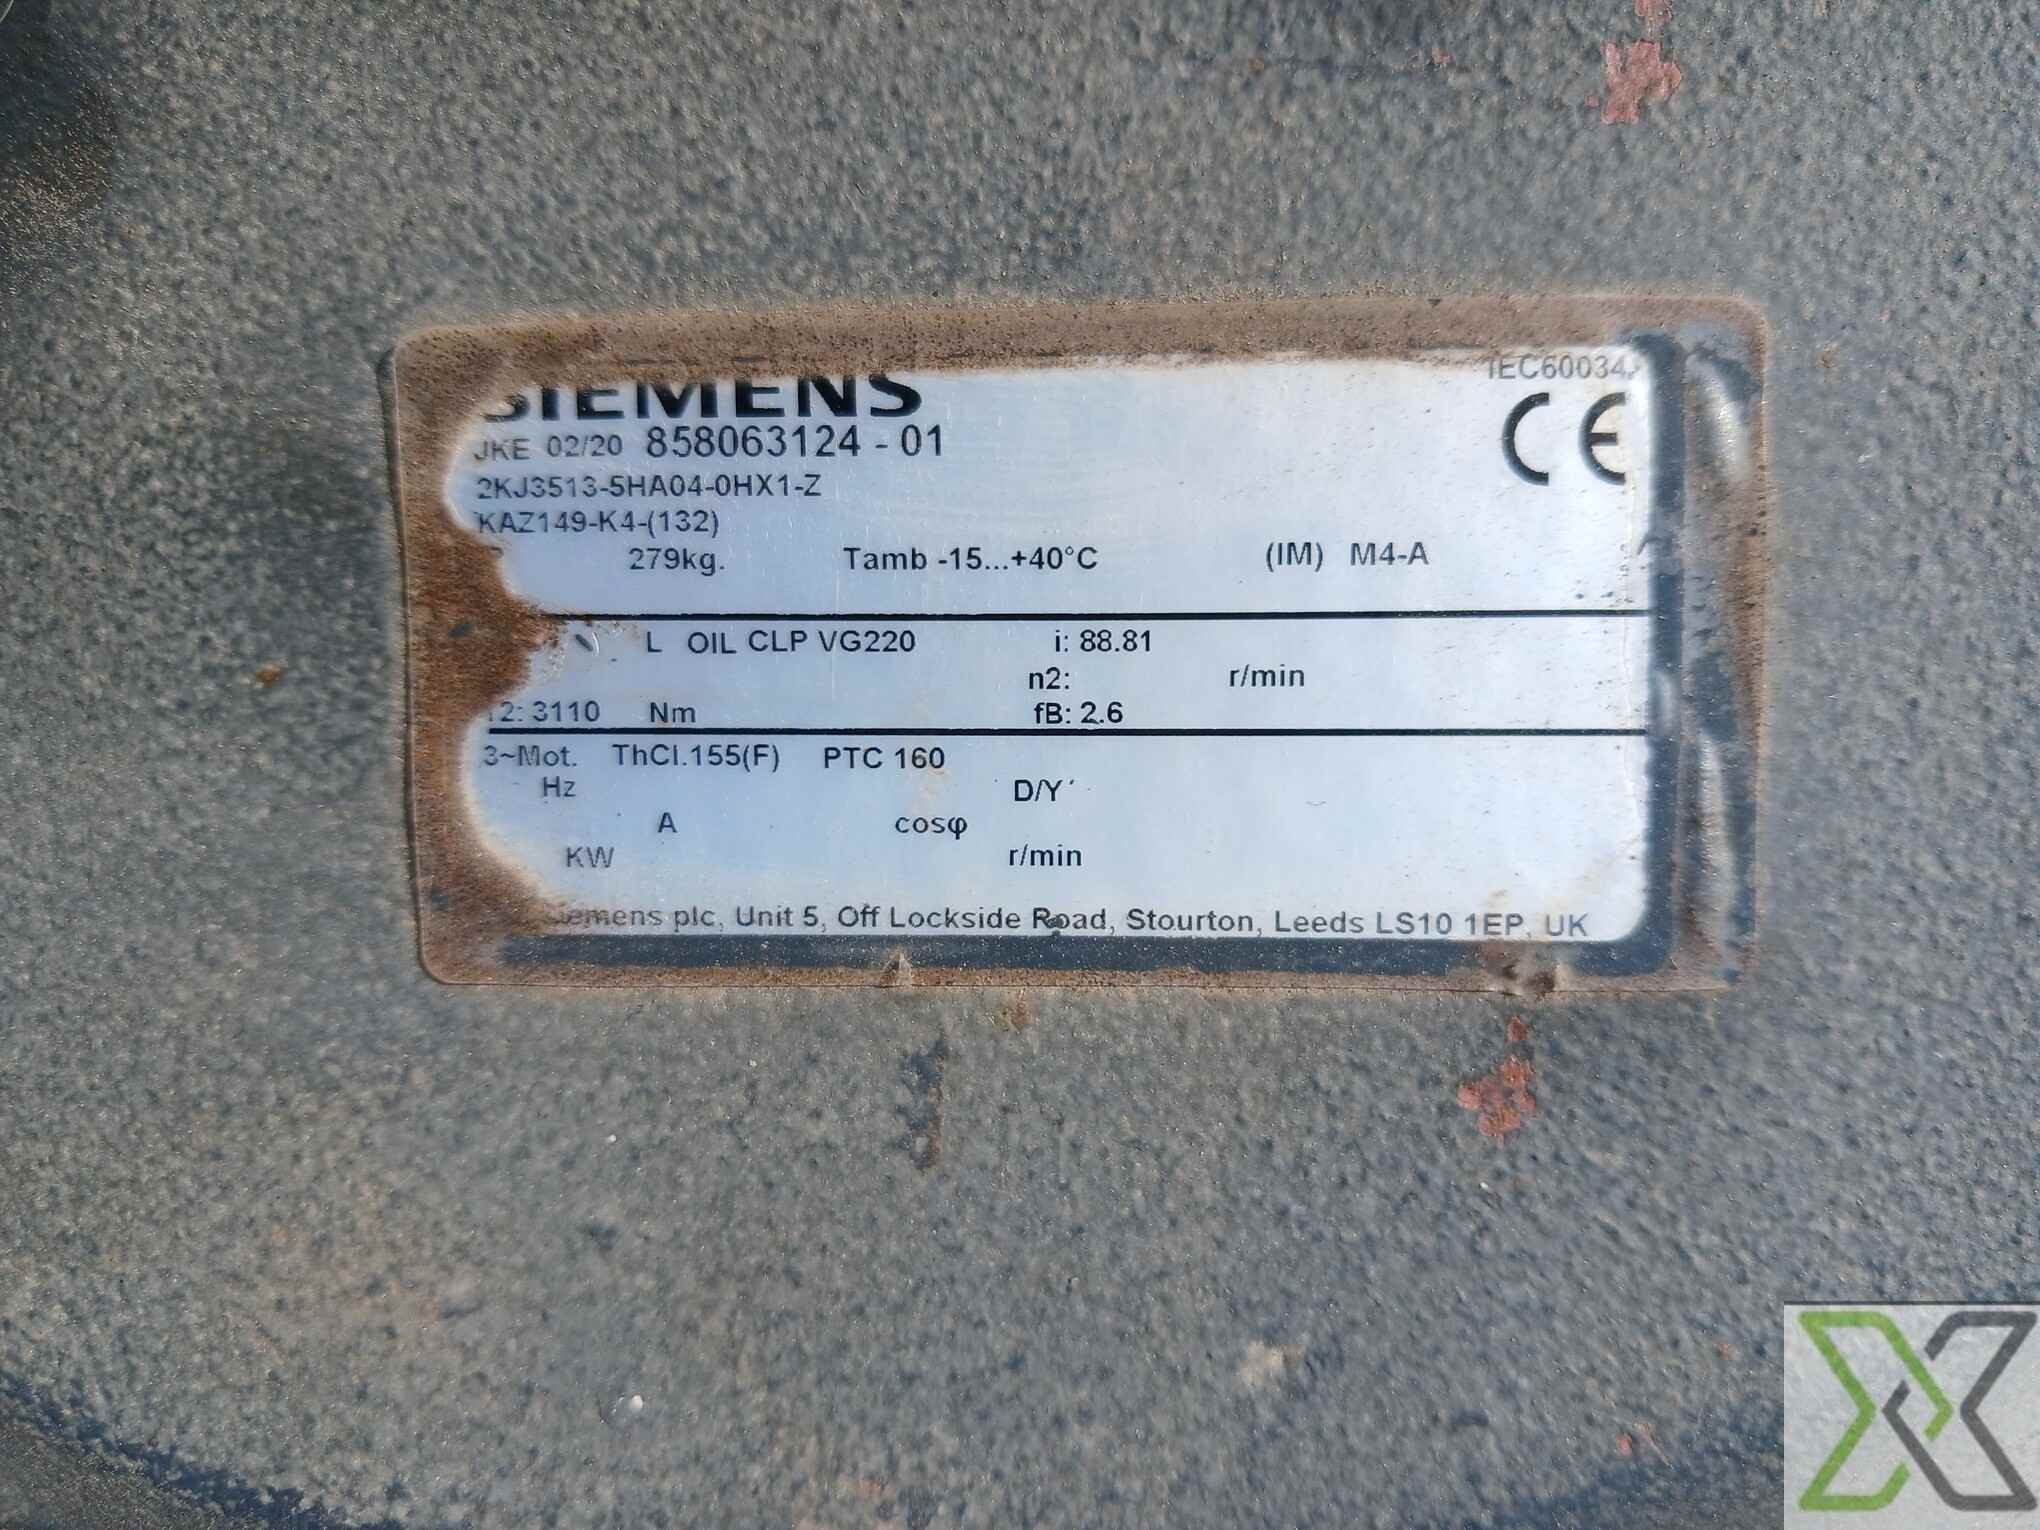 SIEMENS
IEC60034
JKE 02/20 858063124 - 01
CE
2KJ3513-5HA04-0HX1-Z
KAZ149-K4-(132)
279kg. Tamb -15...+40°C (IM) M4-A
L OIL CLP VG220 i: 88.81
n2: r/min
T2: 3110 Nm fB: 2.6
3~Mot. ThCl.155(F) PTC 160
Hz D/Y
A cosφ
KW r/min
Siemens plc, Unit 5, Off Lockside Road, Stourton, Leeds LS10 1EP, UK